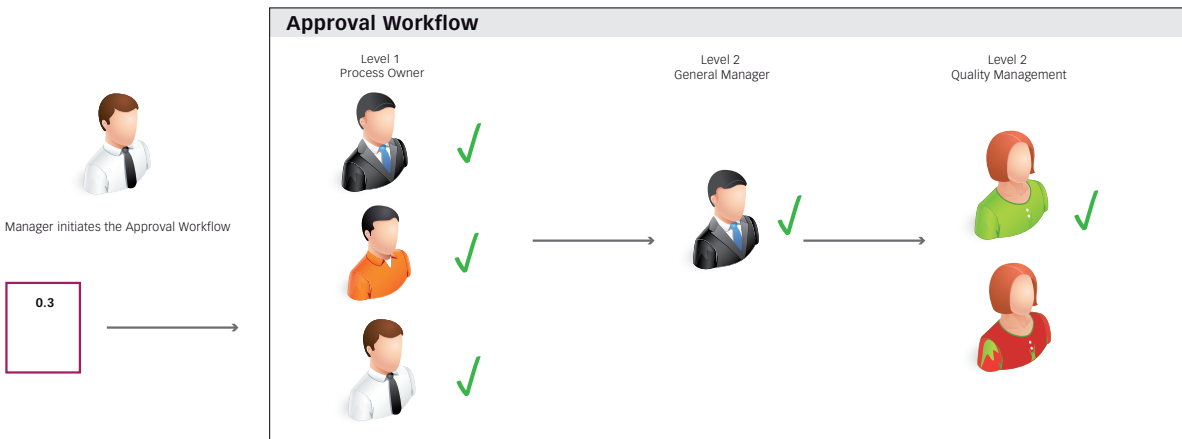 Approval Workflow
Level 1
Process Owner
Level 2
General Manager
Level 2
Quality Management
Manager initiates the Approval Workflow
0.3